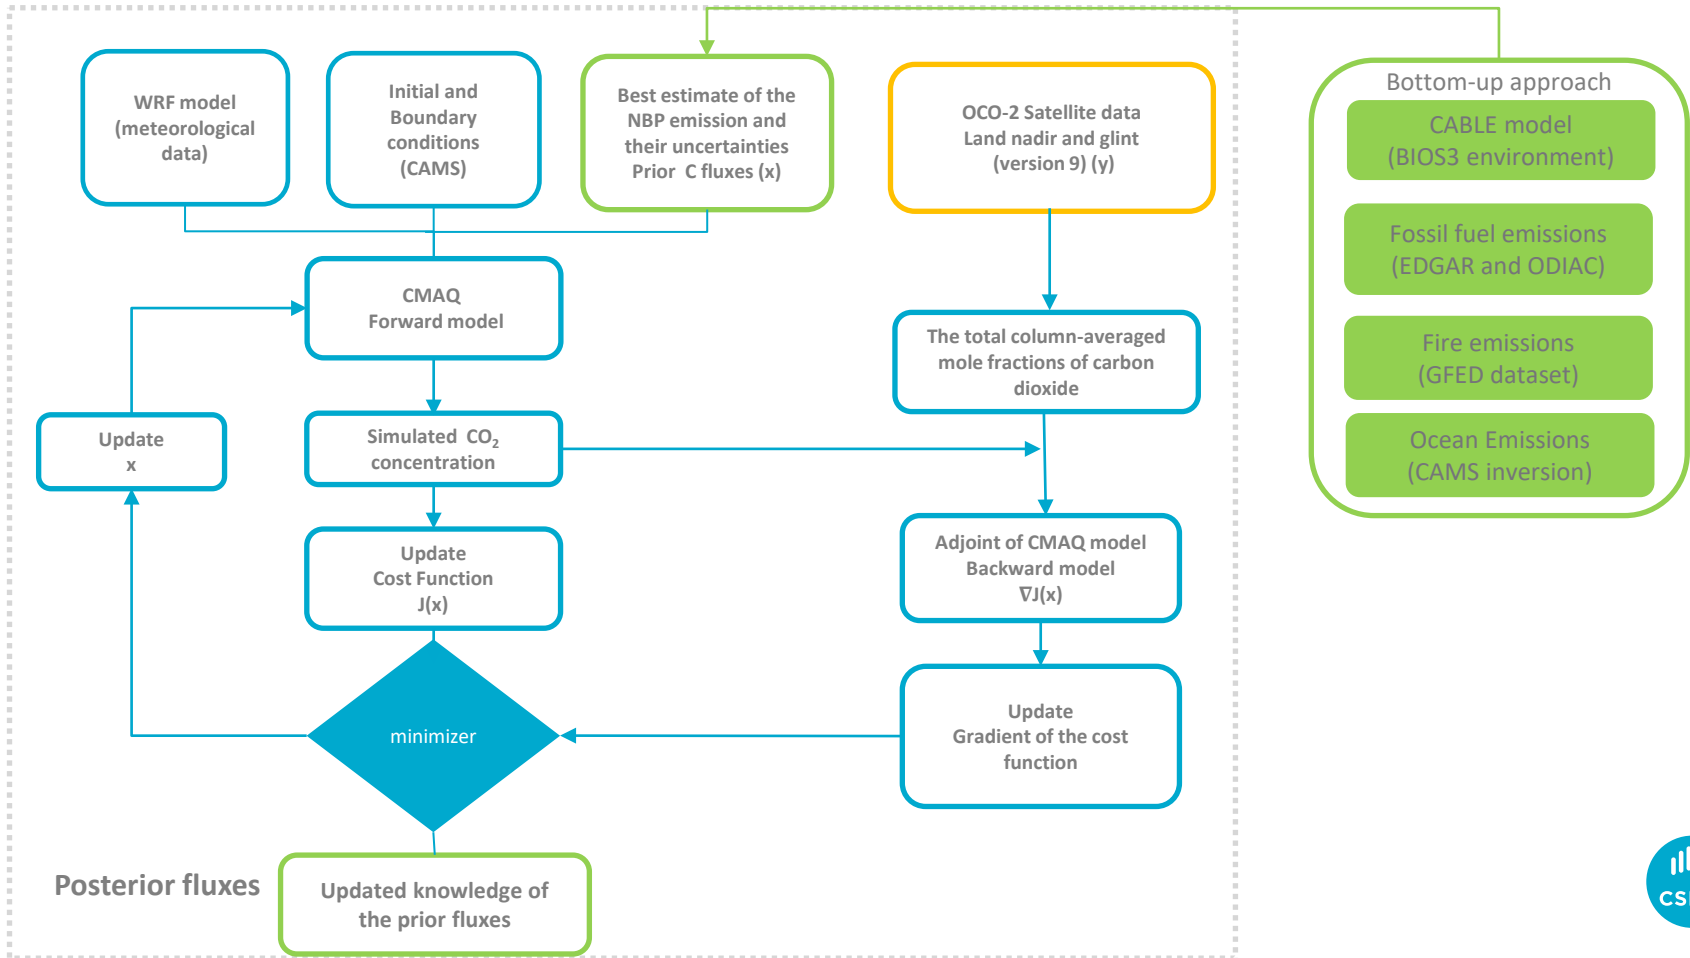 WRF model
(meteorological
data)
Initial and
Boundary
conditions
(CAMS)
Best estimate of the
NBP emission and
their uncertainties
Prior C fluxes (x)
OCO-2 Satellite data
Land nadir and glint
(version 9) (y)
Bottom-up approach
CABLE model
(BIOS3 environment)
Fossil fuel emissions
(EDGAR and ODIAC)
Fire emissions
(GFED dataset)
Ocean Emissions
(CAMS inversion)
CMAQ
Forward model
The total column-averaged
mole fractions of carbon
dioxide
Update
x
Simulated CO₂
concentration
Update
Cost Function
J(x)
Adjoint of CMAQ model
Backward model
∇J(x)
minimizer
Update
Gradient of the cost
function
Posterior fluxes
Updated knowledge of
the prior fluxes